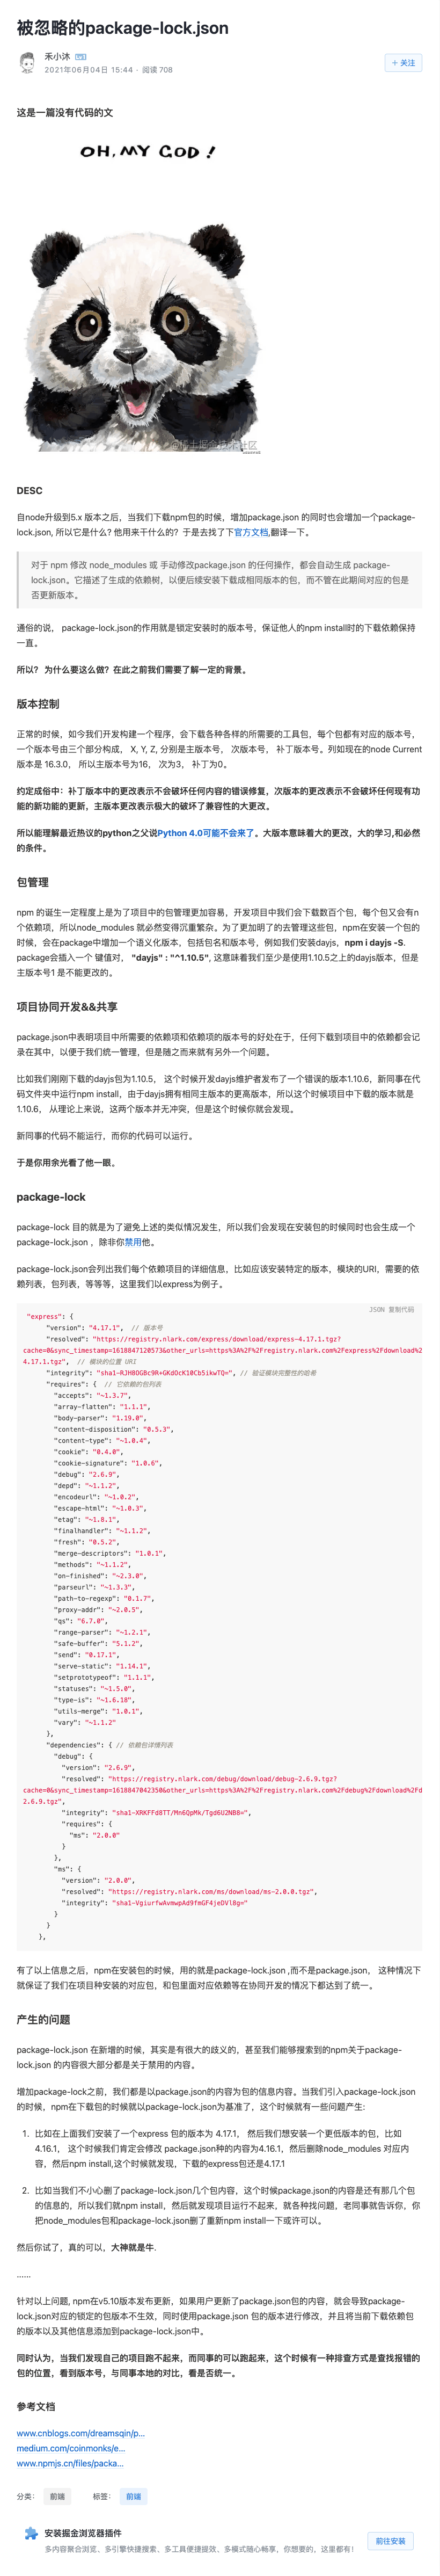 被忽略的package-lock.json
禾小沐
2021年06月04日 15:44 · 阅读 708
+ 关注
这是一篇没有代码的文
OH, MY GOD !
@稀土掘金技术社区
DESC
自node升级到5.x 版本之后，当我们下载npm包的时候，增加package.json 的同时也会增加一个package-
lock.json, 所以它是什么? 他用来干什么的？于是去找了下官方文档,翻译一下。
对于 npm 修改 node_modules 或 手动修改package.json 的任何操作，都会自动生成 package-
lock.json。它描述了生成的依赖树，以便后续安装下载成相同版本的包，而不管在此期间对应的包是
否更新版本。
通俗的说， package-lock.json的作用就是锁定安装时的版本号，保证他人的npm install时的下载依赖保持
一直。
所以？ 为什么要这么做？在此之前我们需要了解一定的背景。
版本控制
正常的时候，如今我们开发构建一个程序，会下载各种各样的所需要的工具包，每个包都有对应的版本号，
一个版本号由三个部分构成， X, Y, Z, 分别是主版本号， 次版本号， 补丁版本号。列如现在的node Current
版本是 16.3.0， 所以主版本号为16， 次为3， 补丁为0。
约定成俗中：补丁版本中的更改表示不会破坏任何内容的错误修复，次版本的更改表示不会破坏任何现有功
能的新功能的更新，主版本更改表示极大的破坏了兼容性的大更改。
所以能理解最近热议的python之父说Python 4.0可能不会来了。大版本意味着大的更改，大的学习,和必然
的条件。
包管理
npm 的诞生一定程度上是为了项目中的包管理更加容易，开发项目中我们会下载数百个包，每个包又会有n
个依赖项，所以node_modules 就必然变得沉重繁杂。为了更加明了的去管理这些包，npm在安装一个包的
时候，会在package中增加一个语义化版本，包括包名和版本号，例如我们安装dayjs，npm i dayjs -S.
package会插入一个 键值对， "dayjs" : "^1.10.5", 这意味着我们至少是使用1.10.5之上的dayjs版本，但是
主版本号1 是不能更改的。
项目协同开发&&共享
package.json中表明项目中所需要的依赖项和依赖项的版本号的好处在于，任何下载到项目中的依赖都会记
录在其中，以便于我们统一管理，但是随之而来就有另外一个问题。
比如我们刚刚下载的dayjs包为1.10.5， 这个时候开发dayjs维护者发布了一个错误的版本1.10.6，新同事在代
码文件夹中运行npm install，由于dayjs拥有相同主版本的更高版本，所以这个时候项目中下载的版本就是
1.10.6， 从理论上来说，这两个版本并无冲突，但是这个时候你就会发现。
新同事的代码不能运行，而你的代码可以运行。
于是你用余光看了他一眼。
package-lock
package-lock 目的就是为了避免上述的类似情况发生，所以我们会发现在安装包的时候同时也会生成一个
package-lock.json ，除非你禁用他。
package-lock.json会列出我们每个依赖项目的详细信息，比如应该安装特定的版本，模块的URI，需要的依
赖列表，包列表，等等等，这里我们以express为例子。
JSON 复制代码
"express": {
"version": "4.17.1",  // 版本号
"resolved": "https://registry.nlark.com/express/download/express-4.17.1.tgz?
cache=0&sync_timestamp=1618847120573&other_urls=https%3A%2F%2Fregistry.nlark.com%2Fexpress%2Fdownload%2
4.17.1.tgz",  // 模块的位置 URI
"integrity": "sha1-RJH8OGBc9R+GKdOcK10Cb5ikwTQ=", // 验证模块完整性的哈希
"requires": {  // 它依赖的包列表
"accepts": "~1.3.7",
"array-flatten": "1.1.1",
"body-parser": "1.19.0",
"content-disposition": "0.5.3",
"content-type": "~1.0.4",
"cookie": "0.4.0",
"cookie-signature": "1.0.6",
"debug": "2.6.9",
"depd": "~1.1.2",
"encodeurl": "~1.0.2",
"escape-html": "~1.0.3",
"etag": "~1.8.1",
"finalhandler": "~1.1.2",
"fresh": "0.5.2",
"merge-descriptors": "1.0.1",
"methods": "~1.1.2",
"on-finished": "~2.3.0",
"parseurl": "~1.3.3",
"path-to-regexp": "0.1.7",
"proxy-addr": "~2.0.5",
"qs": "6.7.0",
"range-parser": "~1.2.1",
"safe-buffer": "5.1.2",
"send": "0.17.1",
"serve-static": "1.14.1",
"setprototypeof": "1.1.1",
"statuses": "~1.5.0",
"type-is": "~1.6.18",
"utils-merge": "1.0.1",
"vary": "~1.1.2"
},
"dependencies": { // 依赖包详情列表
"debug": {
"version": "2.6.9",
"resolved": "https://registry.nlark.com/debug/download/debug-2.6.9.tgz?
cache=0&sync_timestamp=1618847042350&other_urls=https%3A%2F%2Fregistry.nlark.com%2Fdebug%2Fdownload%2Fd
2.6.9.tgz",
"integrity": "sha1-XRKFFd8TT/Mn6QpMk/Tgd6U2NB8=",
"requires": {
"ms": "2.0.0"
}
},
"ms": {
"version": "2.0.0",
"resolved": "https://registry.nlark.com/ms/download/ms-2.0.0.tgz",
"integrity": "sha1-VgiurfwAvmwpAd9fmGF4jeDVl8g="
}
}
},
有了以上信息之后，npm在安装包的时候，用的就是package-lock.json ,而不是package.json， 这种情况下
就保证了我们在项目种安装的对应包，和包里面对应依赖等在协同开发的情况下都达到了统一。
产生的问题
package-lock.json 在新增的时候，其实是有很大的歧义的，甚至我们能够搜索到的npm关于package-
lock.json 的内容很大部分都是关于禁用的内容。
增加package-lock之前，我们都是以package.json的内容为包的信息内容。当我们引入package-lock.json
的时候，npm在下载包的时候就以package-lock.json为基准了，这个时候就有一些问题产生:
1. 比如在上面我们安装了一个express 包的版本为 4.17.1， 然后我们想安装一个更低版本的包，比如
4.16.1， 这个时候我们肯定会修改 package.json种的内容为4.16.1，然后删除node_modules 对应内
容，然后npm install,这个时候就发现，下载的express包还是4.17.1
2. 比如当我们不小心删了package-lock.json几个包内容，这个时候package.json的内容是还有那几个包
的信息的，所以我们就npm install，然后就发现项目运行不起来，就各种找问题，老同事就告诉你，你
把node_modules包和package-lock.json删了重新npm install一下或许可以。
然后你试了，真的可以，大神就是牛.
......
针对以上问题, npm在v5.10版本发布更新，如果用户更新了package.json包的内容，就会导致package-
lock.json对应的锁定的包版本不生效，同时使用package.json 包的版本进行修改，并且将当前下载依赖包
的版本以及其他信息添加到package-lock.json中。
同时认为，当我们发现自己的项目跑不起来，而同事的可以跑起来，这个时候有一种排查方式是查找报错的
包的位置，看到版本号，与同事本地的对比，看是否统一。
参考文档
www.cnblogs.com/dreamsqin/p...
medium.com/coinmonks/e...
www.npmjs.cn/files/packa...
分类： 前端 标签： 前端
安装掘金浏览器插件
多内容聚合浏览、多引擎快捷搜索、多工具便捷提效、多模式随心畅享，你想要的，这里都有！
前往安装